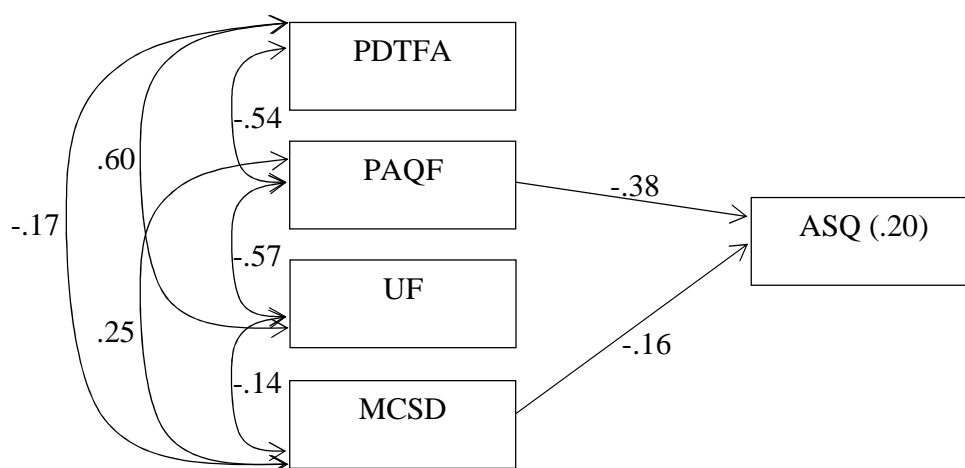 PDTFA
-.54
.60
PAQF
-.38
-.17
ASQ (.20)
-.57
UF
.25
-.16
-.14
MCSD